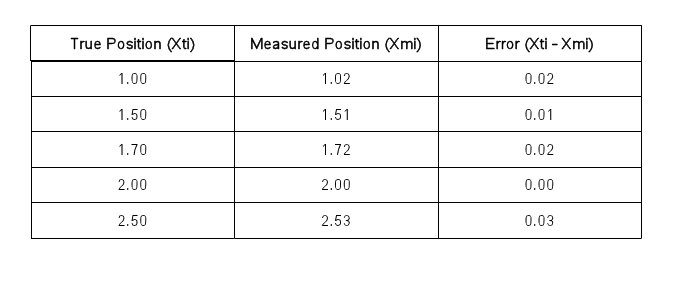 True Position (Xti) Measured Position (Xmi) Error (Xti - Xmi)
1.00 1.02 0.02
1.50 1.51 0.01
1.70 1.72 0.02
2.00 2.00 0.00
2.50 2.53 0.03